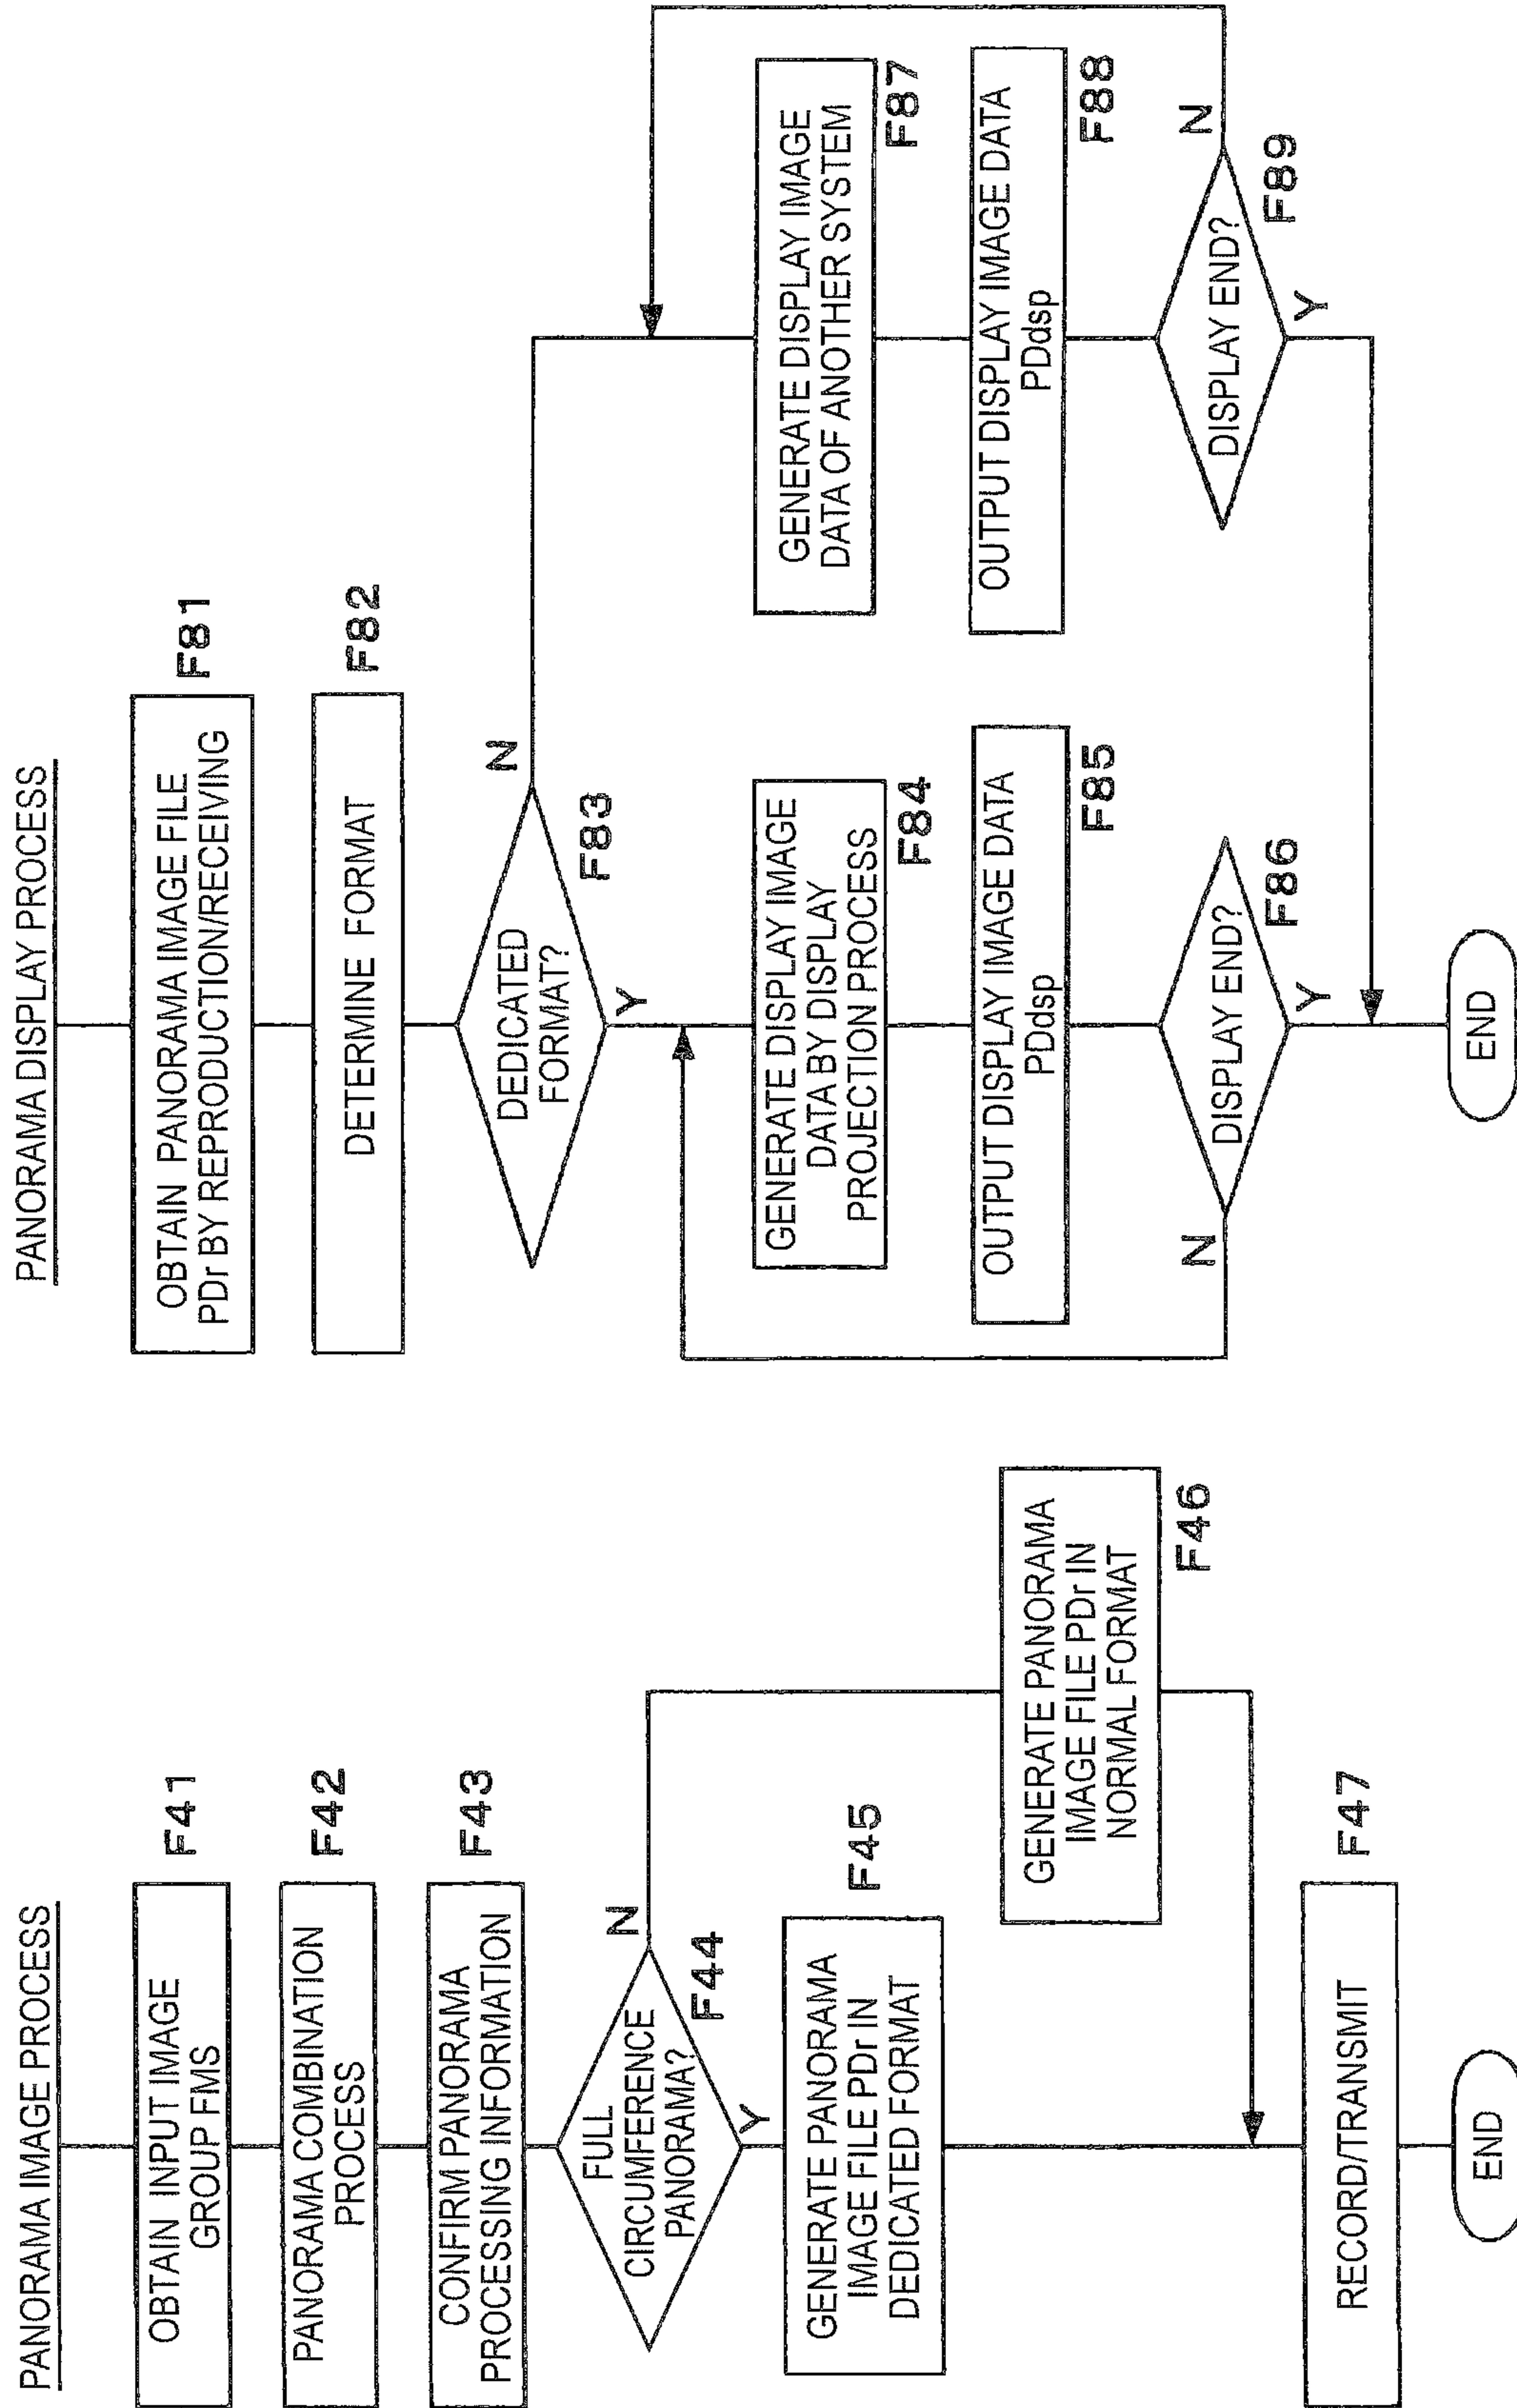 PANORAMA IMAGE PROCESS
OBTAIN INPUT IMAGE
GROUP FMS
F41
PANORAMA COMBINATION
PROCESS
F42
CONFIRM PANORAMA
PROCESSING INFORMATION
F43
FULL
CIRCUMFERENCE
PANORAMA?
N
F44
Y
GENERATE PANORAMA
IMAGE FILE PDr IN
DEDICATED FORMAT
F45
GENERATE PANORAMA
IMAGE FILE PDr IN
NORMAL FORMAT
F46
RECORD/TRANSMIT
F47
END
PANORAMA DISPLAY PROCESS
OBTAIN PANORAMA IMAGE FILE
PDr BY REPRODUCTION/RECEIVING
F81
DETERMINE FORMAT
F82
DEDICATED
FORMAT?
N
F83
Y
GENERATE DISPLAY IMAGE
DATA BY DISPLAY
PROJECTION PROCESS
F84
OUTPUT DISPLAY IMAGE DATA
PDdsp
F85
DISPLAY END?
N
F86
Y
GENERATE DISPLAY IMAGE
DATA OF ANOTHER SYSTEM
F87
OUTPUT DISPLAY IMAGE DATA
PDdsp
F88
DISPLAY END?
N
F89
Y
END